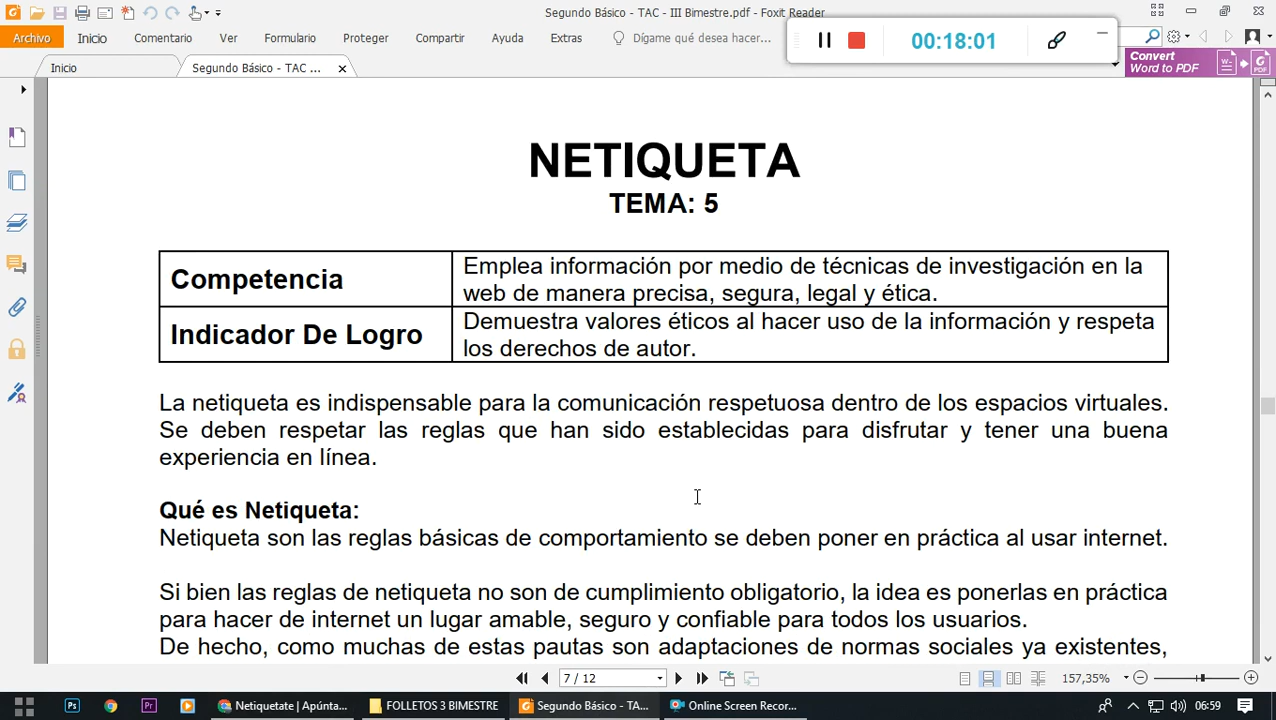 Segundo Básico - TAC - III Bimestre.pdf - Foxit Reader
Archivo Inicio Comentario Ver Formulario Proteger Compartir Ayuda Extras Dígame qué desea hacer...
00:18:01
Inicio Segundo Básico - TAC ...
Convert
Word to PDF
NETIQUETA
TEMA: 5
Competencia Emplea información por medio de técnicas de investigación en la
web de manera precisa, segura, legal y ética.
Indicador De Logro Demuestra valores éticos al hacer uso de la información y respeta
los derechos de autor.
La netiqueta es indispensable para la comunicación respetuosa dentro de los espacios virtuales.
Se deben respetar las reglas que han sido establecidas para disfrutar y tener una buena
experiencia en línea.
Qué es Netiqueta:
Netiqueta son las reglas básicas de comportamiento se deben poner en práctica al usar internet.
Si bien las reglas de netiqueta no son de cumplimiento obligatorio, la idea es ponerlas en práctica
para hacer de internet un lugar amable, seguro y confiable para todos los usuarios.
De hecho, como muchas de estas pautas son adaptaciones de normas sociales ya existentes,
7 / 12 157,35%
Ps Pr Netiquetate | Apúnta... FOLLETOS 3 BIMESTRE Segundo Básico - TA... Online Screen Recor... 06:59